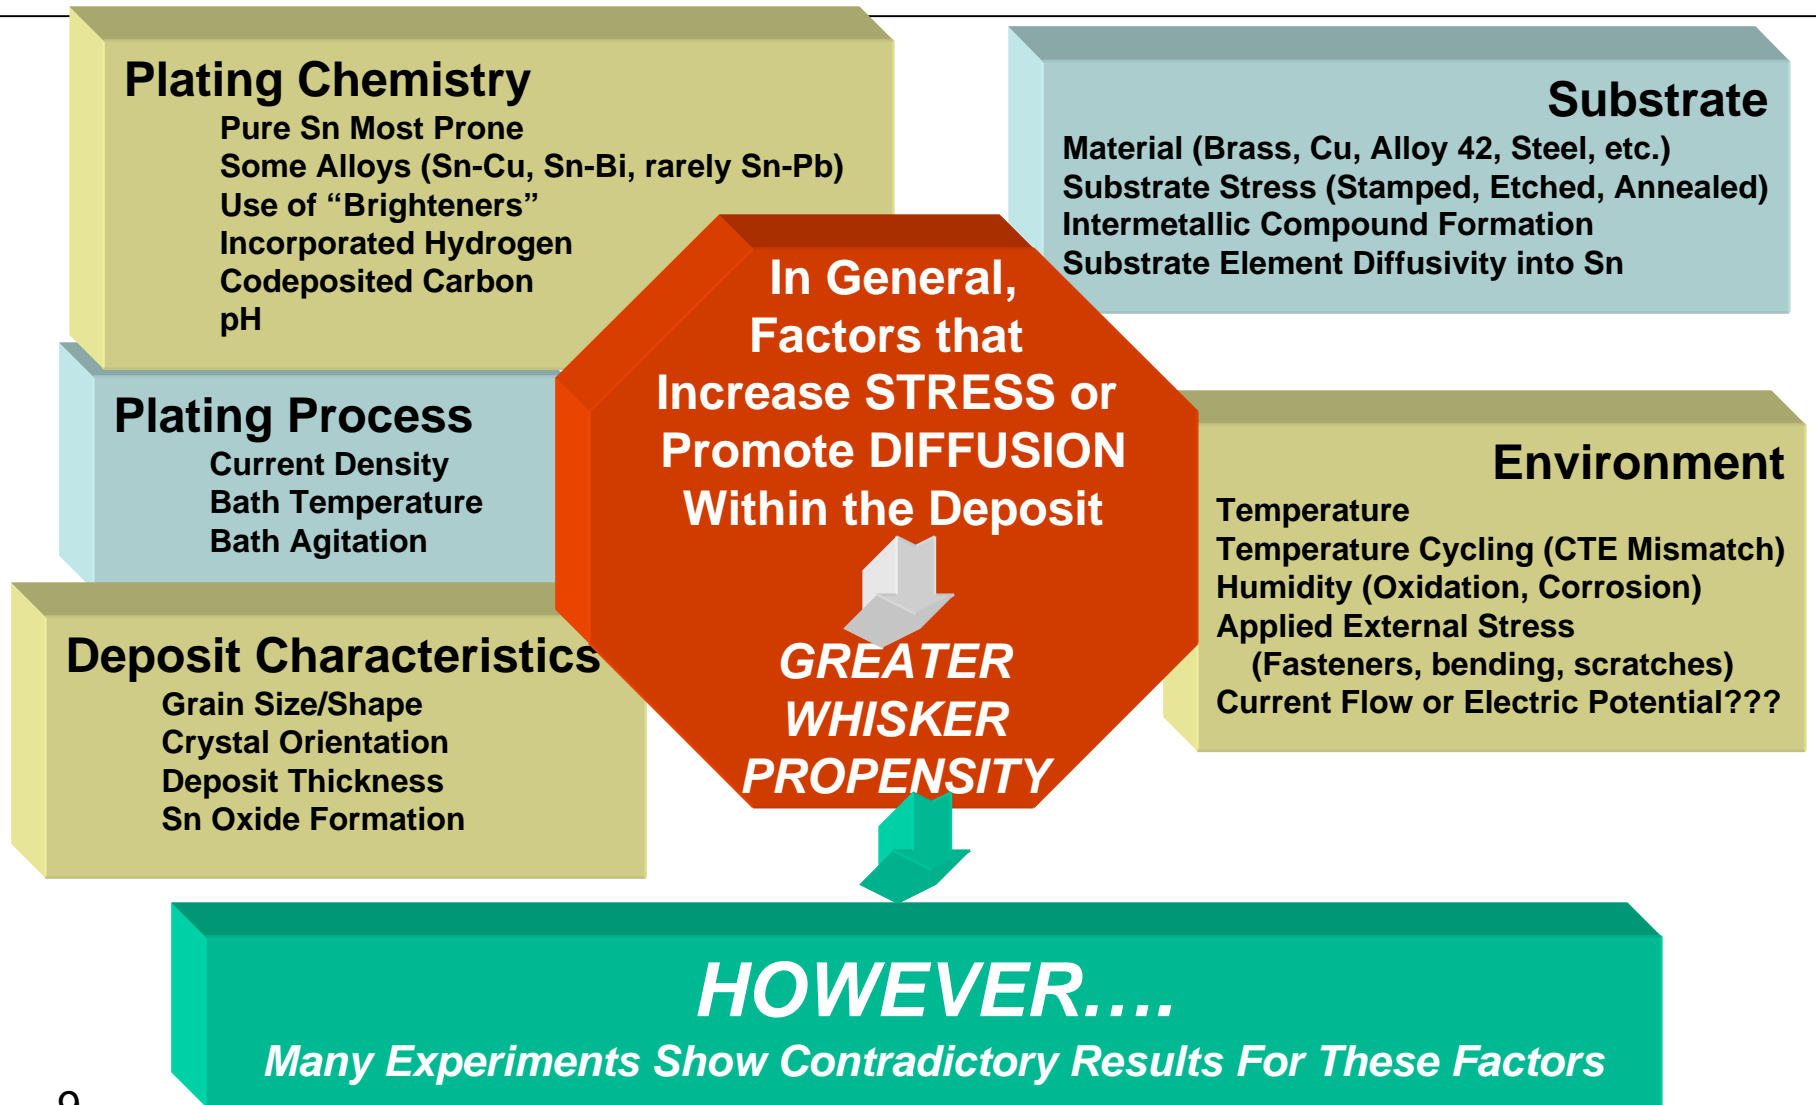 Plating Chemistry
Pure Sn Most Prone
Some Alloys (Sn-Cu, Sn-Bi, rarely Sn-Pb)
Use of “Brighteners”
Incorporated Hydrogen
Codeposited Carbon
pH
Substrate
Material (Brass, Cu, Alloy 42, Steel, etc.)
Substrate Stress (Stamped, Etched, Annealed)
Intermetallic Compound Formation
Substrate Element Diffusivity into Sn
Plating Process
Current Density
Bath Temperature
Bath Agitation
In General,
Factors that
Increase STRESS or
Promote DIFFUSION
Within the Deposit
GREATER
WHISKER
PROPENSITY
Environment
Temperature
Temperature Cycling (CTE Mismatch)
Humidity (Oxidation, Corrosion)
Applied External Stress
(Fasteners, bending, scratches)
Current Flow or Electric Potential???
Deposit Characteristics
Grain Size/Shape
Crystal Orientation
Deposit Thickness
Sn Oxide Formation
HOWEVER….
Many Experiments Show Contradictory Results For These Factors